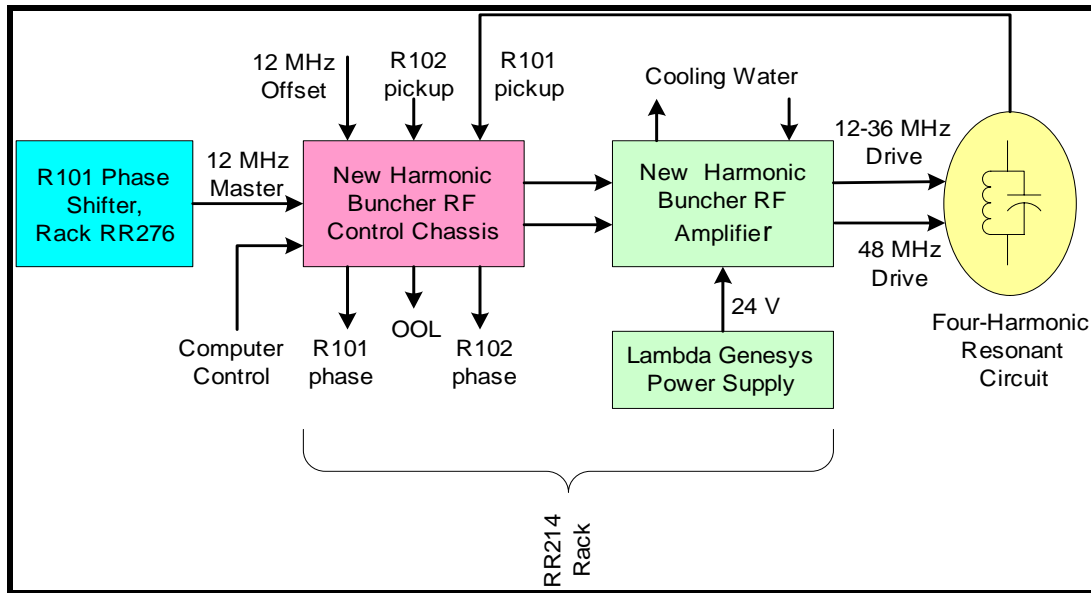 12 MHz
Offset
R102
pickup
R101
pickup
Cooling Water
R101 Phase
Shifter,
Rack RR276
12 MHz
Master
New Harmonic
Buncher RF
Control Chassis
New Harmonic
Buncher RF
Amplifier
12-36 MHz
Drive
48 MHz
Drive
Computer
Control
R101
phase
OOL
R102
phase
24 V
Lambda Genesys
Power Supply
Four-Harmonic
Resonant
Circuit
RR214
Rack